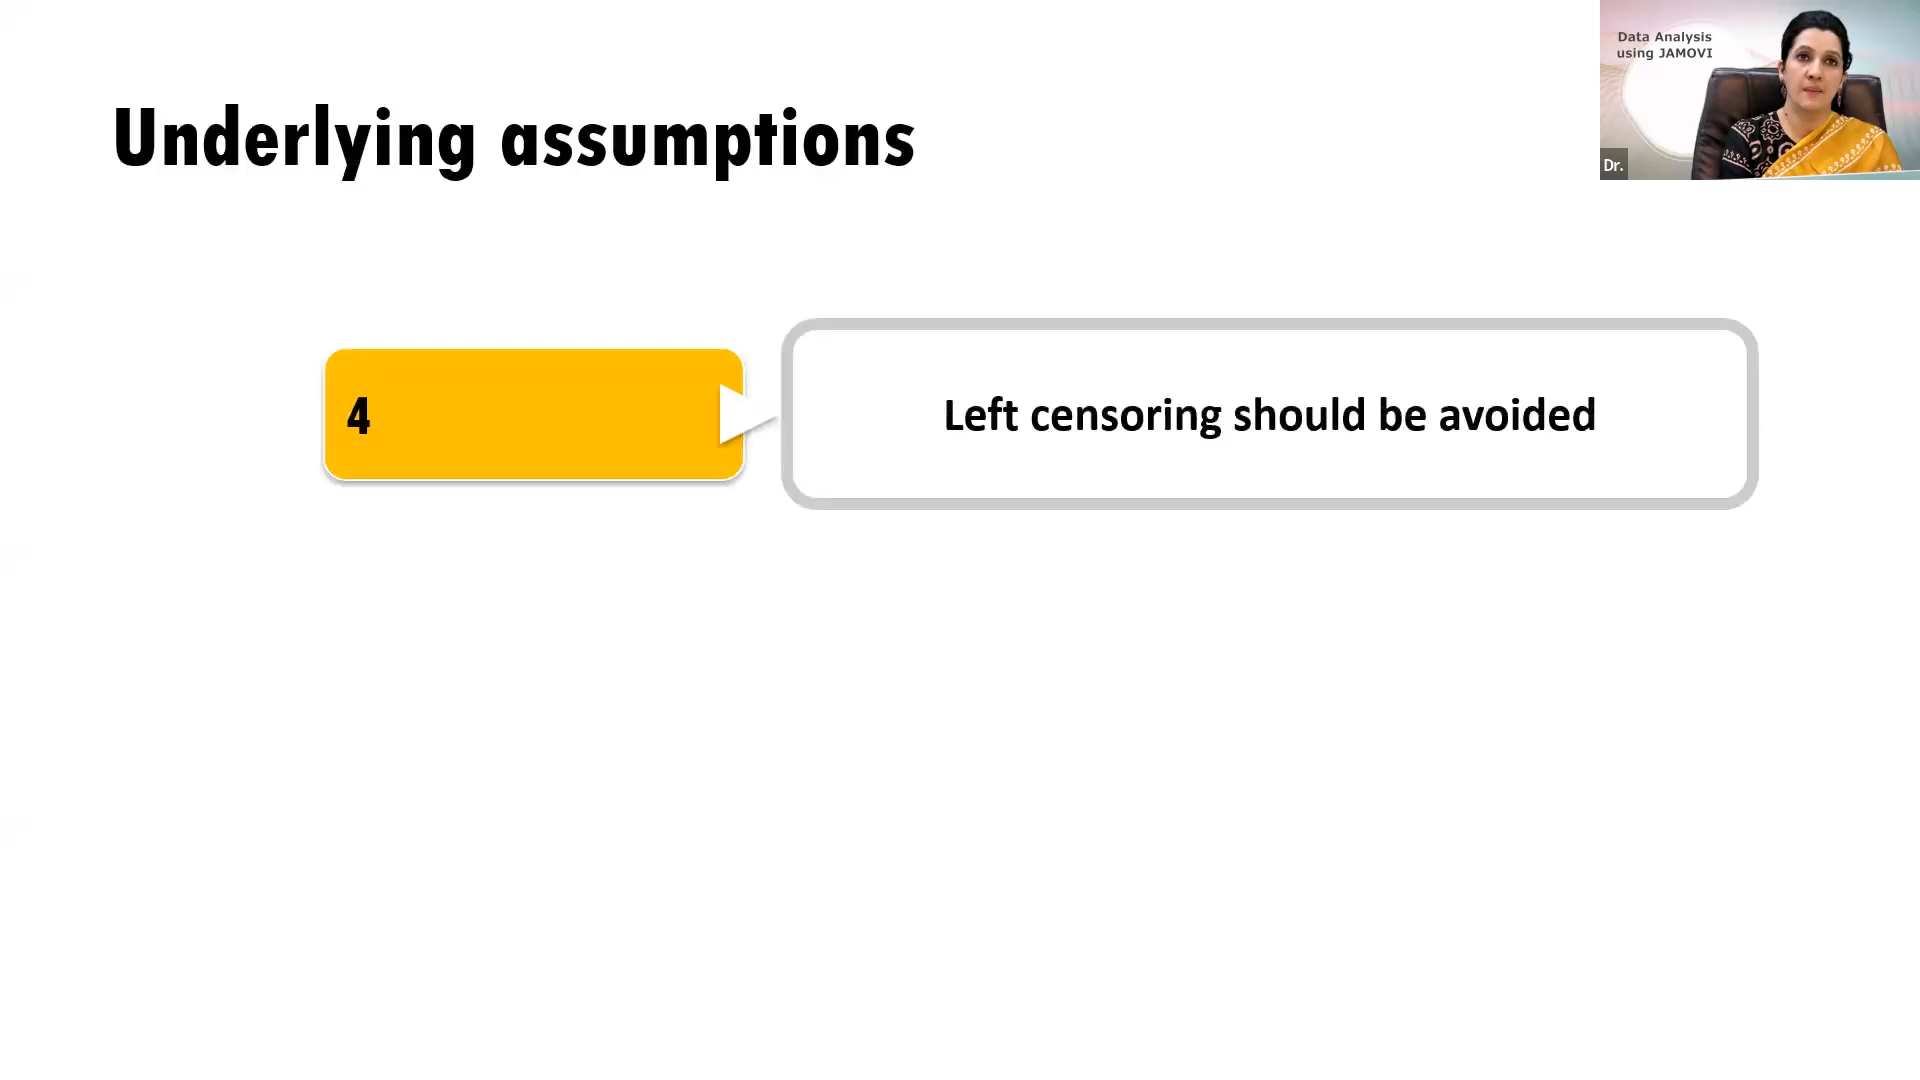 Underlying assumptions
Data Analysis
using JAMOVI
Dr.
4
Left censoring should be avoided